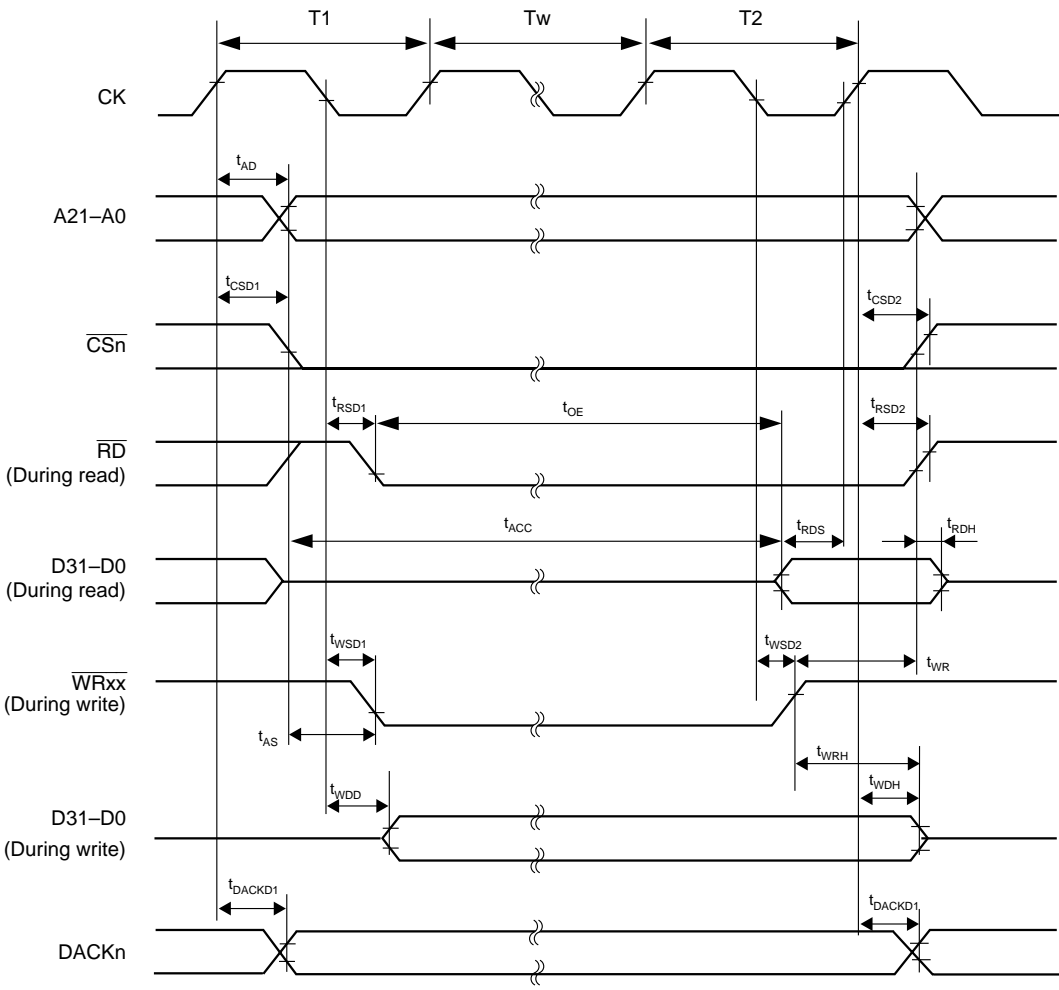 T1 Tw T2
CK
tAD
A21–A0
tCSD1 tCSD2
CSn
tRSD1 tOE tRSD2
RD
(During read)
tACC tRDS tRDH
D31–D0
(During read)
tWSD1 tWSD2
tWR
WRxx
(During write)
tAS
tWRH
tWDD tWDH
D31–D0
(During write)
tDACKD1 tDACKD1
DACKn